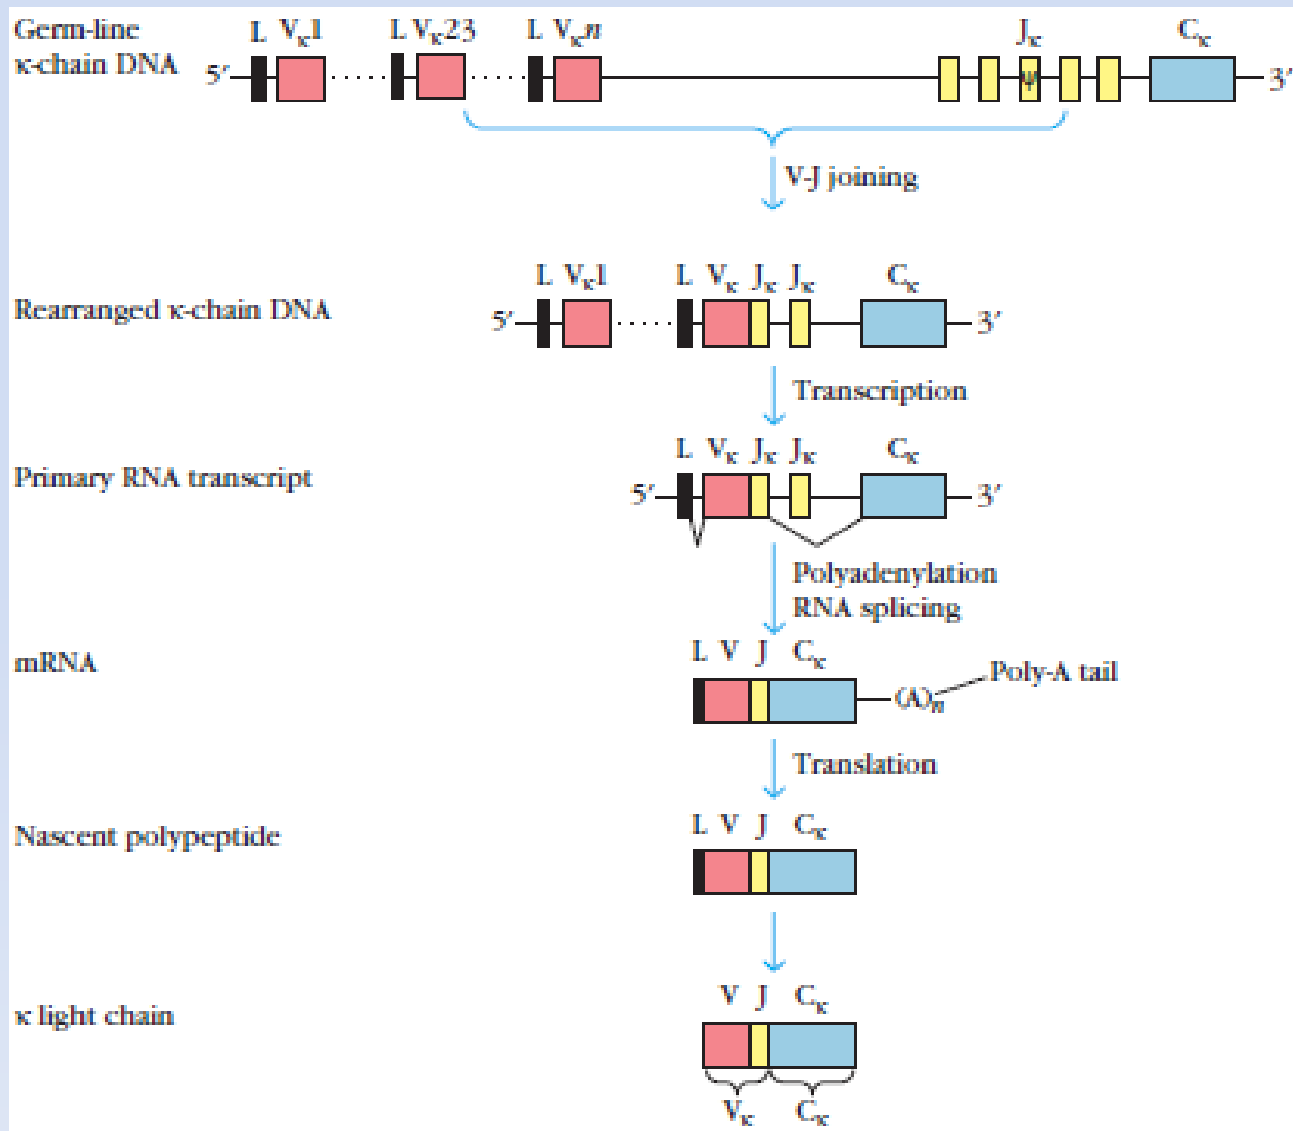 Germ-line
κ-chain DNA
L Vκ1 L Vκ23 L Vκn Jκ Cκ
5′ ψ 3′
V-J joining
L Vκ1 L Vκ Jκ Jκ Cκ
Rearranged κ-chain DNA
5′ 3′
Transcription
L Vκ Jκ Jκ Cκ
Primary RNA transcript
5′ 3′
Polyadenylation
RNA splicing
mRNA
L V J Cκ
(A)n
Poly-A tail
Translation
Nascent polypeptide
L V J Cκ
κ light chain
V J Cκ
Vκ Cκ